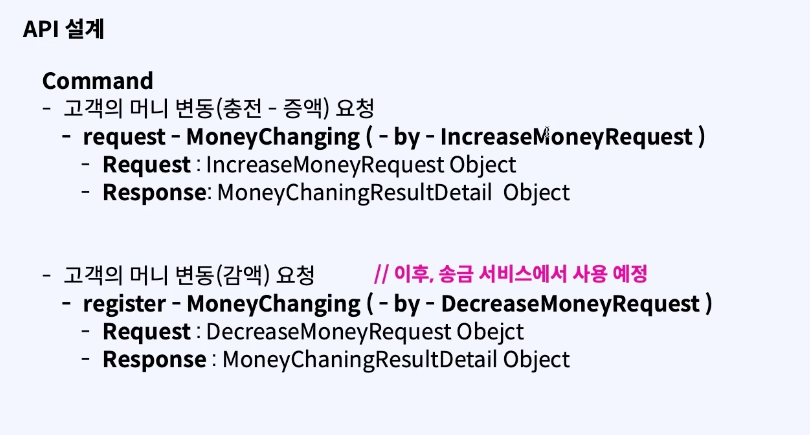 API 설계
Command
- 고객의 머니 변동(충전 - 증액) 요청
- request - MoneyChanging ( - by - IncreaseMoneyRequest )
- Request : IncreaseMoneyRequest Object
- Response: MoneyChaningResultDetail Object
- 고객의 머니 변동(감액) 요청 // 이후, 송금 서비스에서 사용 예정
- register - MoneyChanging ( - by - DecreaseMoneyRequest )
- Request : DecreaseMoneyRequest Obejct
- Response : MoneyChaningResultDetail Object